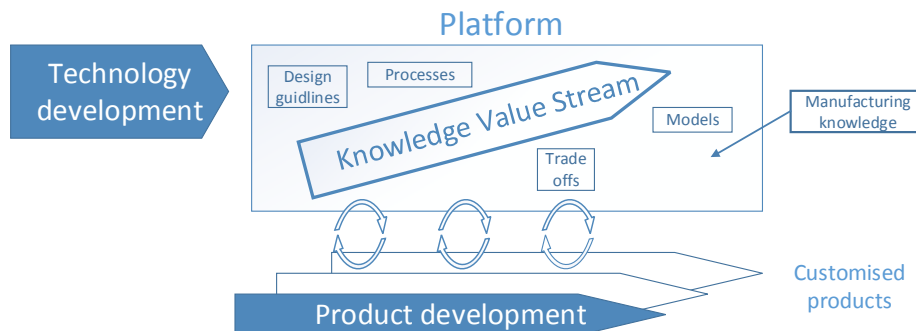 Platform
Technology
development
Design
guidlines
Processes
Knowledge Value Stream
Models
Manufacturing
knowledge
Trade
offs
Customised
products
Product development